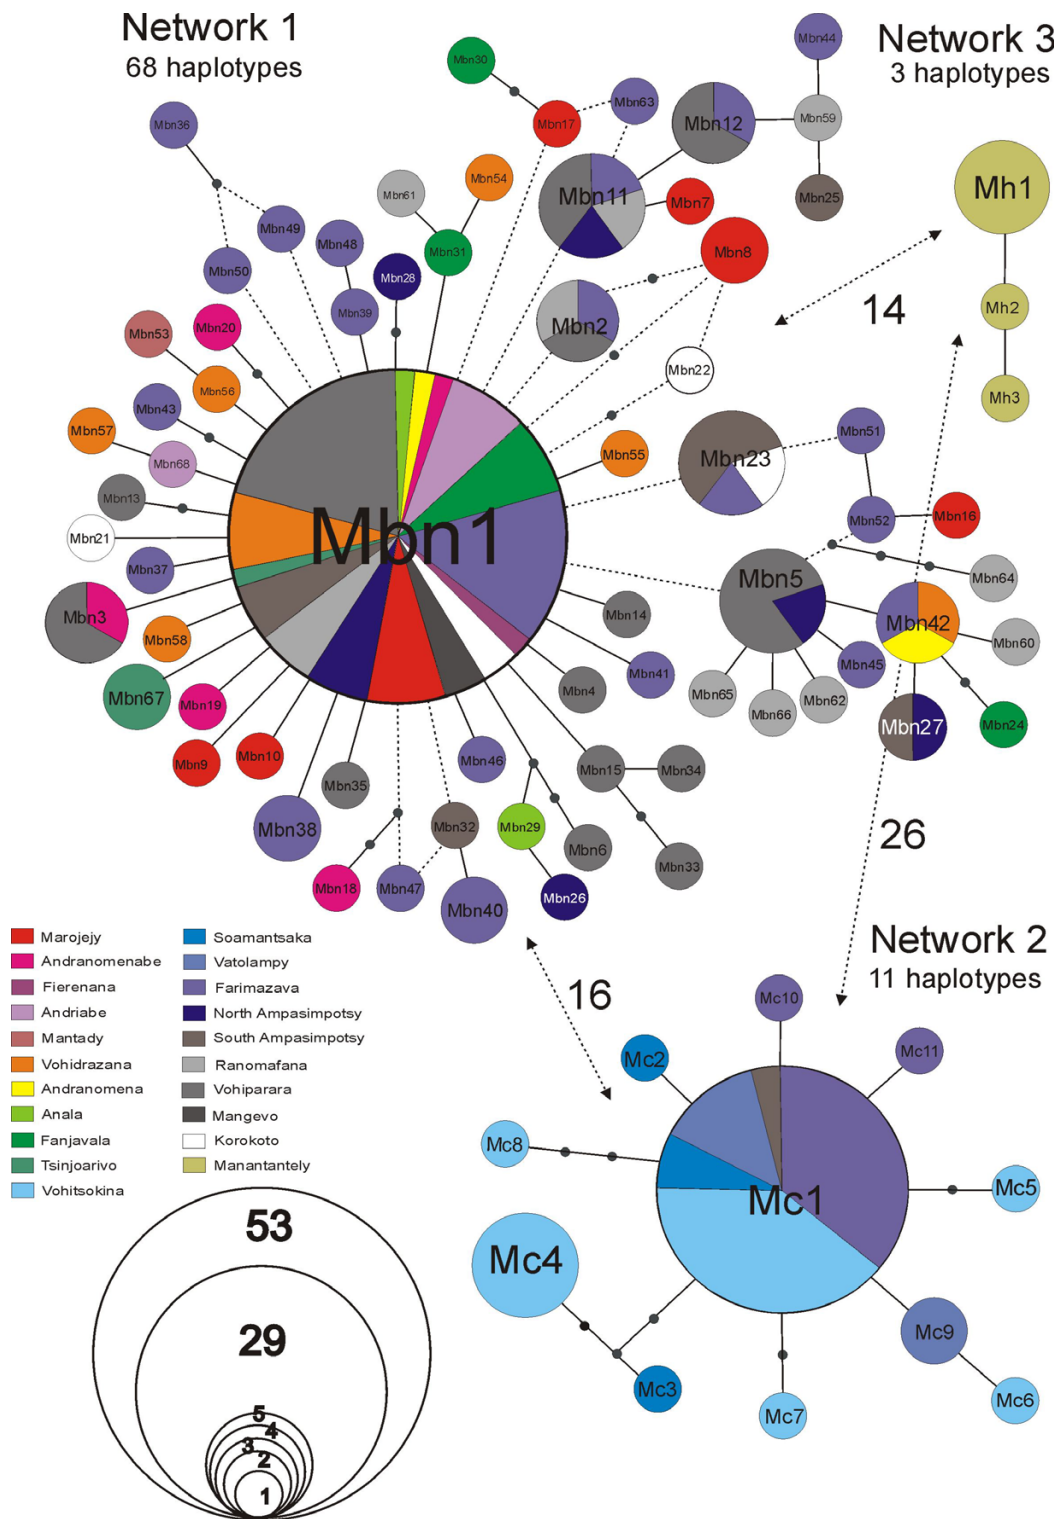 Network 1
68 haplotypes
Network 3
3 haplotypes
Mbn44
Mbn30
Mbn63
Mbn17
Mbn12
Mbn59
Mbn36
Mbn54
Mbn61
Mbn11
Mbn7
Mbn25
Mh1
Mbn49
Mbn48
Mbn31
Mbn8
Mbn50
Mbn28
Mbn39
Mbn2
14
Mh2
Mbn53
Mbn20
Mbn22
Mbn56
Mh3
Mbn43
Mbn57
Mbn68
Mbn55
Mbn51
Mbn23
Mbn13
Mbn21
Mbn1
Mbn52
Mbn16
Mbn37
Mbn5
Mbn64
Mbn3
Mbn58
Mbn14
Mbn42
Mbn60
Mbn67
Mbn19
Mbn41
Mbn4
Mbn45
Mbn65
Mbn66
Mbn62
Mbn27
Mbn24
Mbn9
Mbn10
Mbn35
Mbn46
Mbn15
Mbn34
Mbn38
Mbn32
Mbn29
Mbn6
Mbn33
26
Mbn18
Mbn47
Mbn40
Mbn26
Network 2
11 haplotypes
16
Marojejy
Andranomenabe
Fierenana
Andriabe
Mantady
Vohidrazana
Andranomena
Anala
Fanjavala
Tsinjoarivo
Vohitsokina
Soamantsaka
Vatolampy
Farimazava
North Ampasimpotsy
South Ampasimpotsy
Ranomafana
Vohiparara
Mangevo
Korokoto
Manantantely
Mc10
Mc2
Mc11
Mc8
Mc1
Mc5
Mc4
Mc9
Mc3
Mc7
Mc6
53
29
5
4
3
2
1